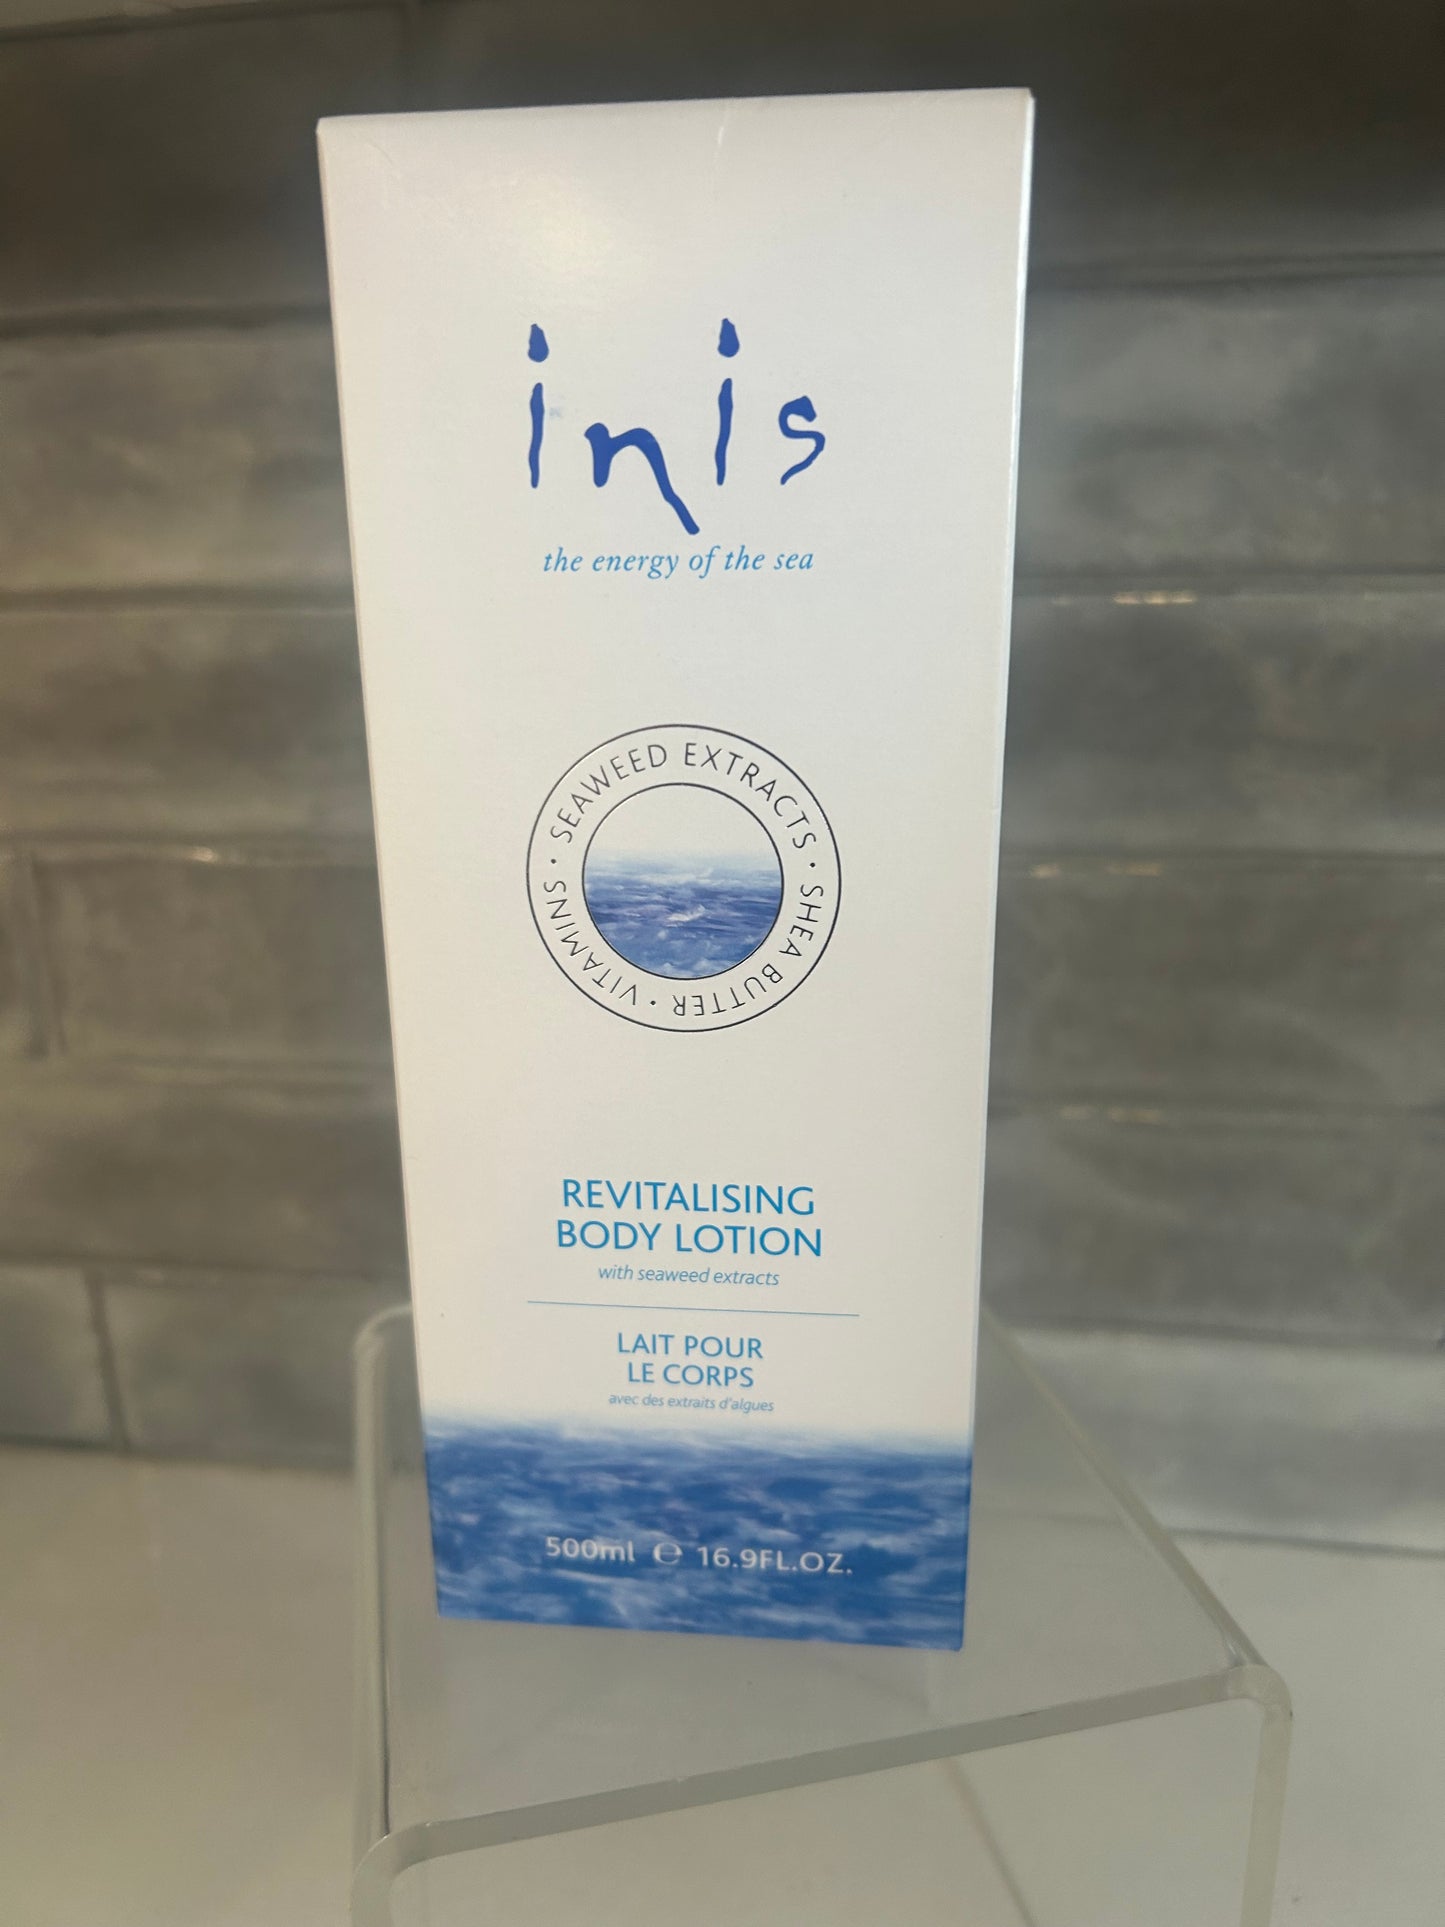 inis
the energy of the sea
· SEAWEED EXTRACTS · SHEA BUTTER · VITAMINS
REVITALISING
BODY LOTION
with seaweed extracts
LAIT POUR
LE CORPS
avec des extraits d'algues
500ml ℮ 16.9FL.OZ.